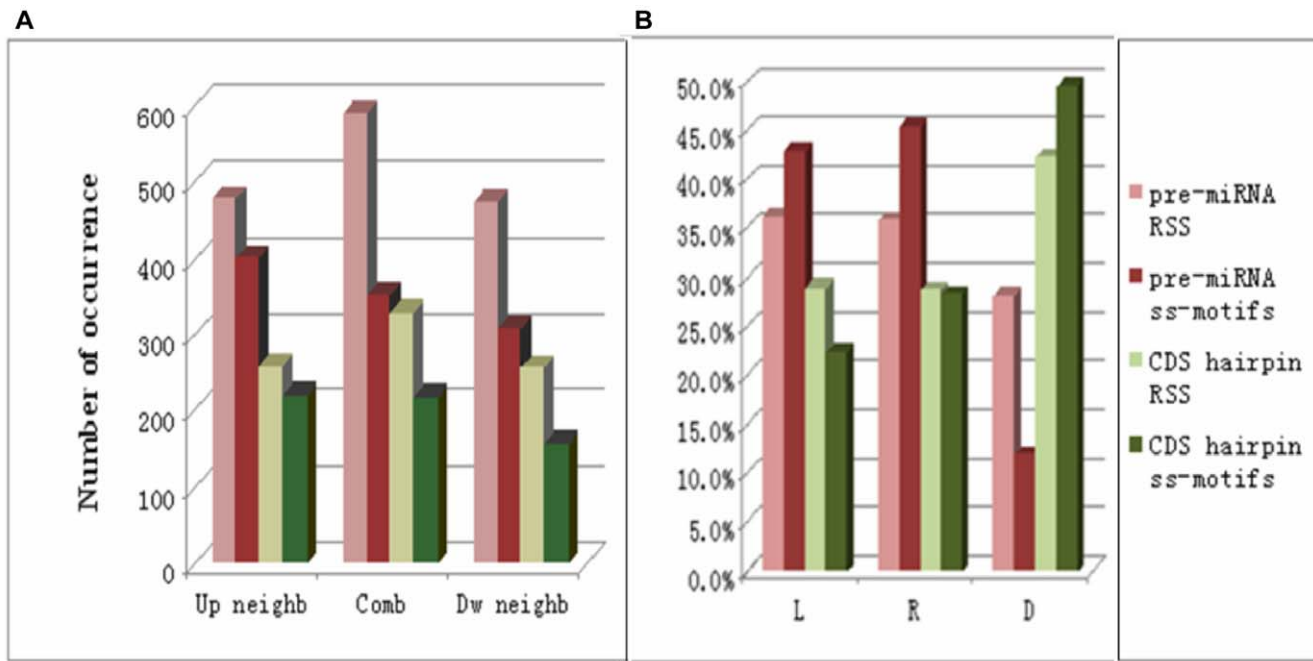 A
B
Number of occurrence
600
500
400
300
200
100
0
Up neighb
Comb
Dw neighb
50.0%
45.0%
40.0%
35.0%
30.0%
25.0%
20.0%
15.0%
10.0%
5.0%
0.0%
L
R
D
pre-miRNA
RSS
pre-miRNA
ss-motifs
CDS hairpin
RSS
CDS hairpin
ss-motifs